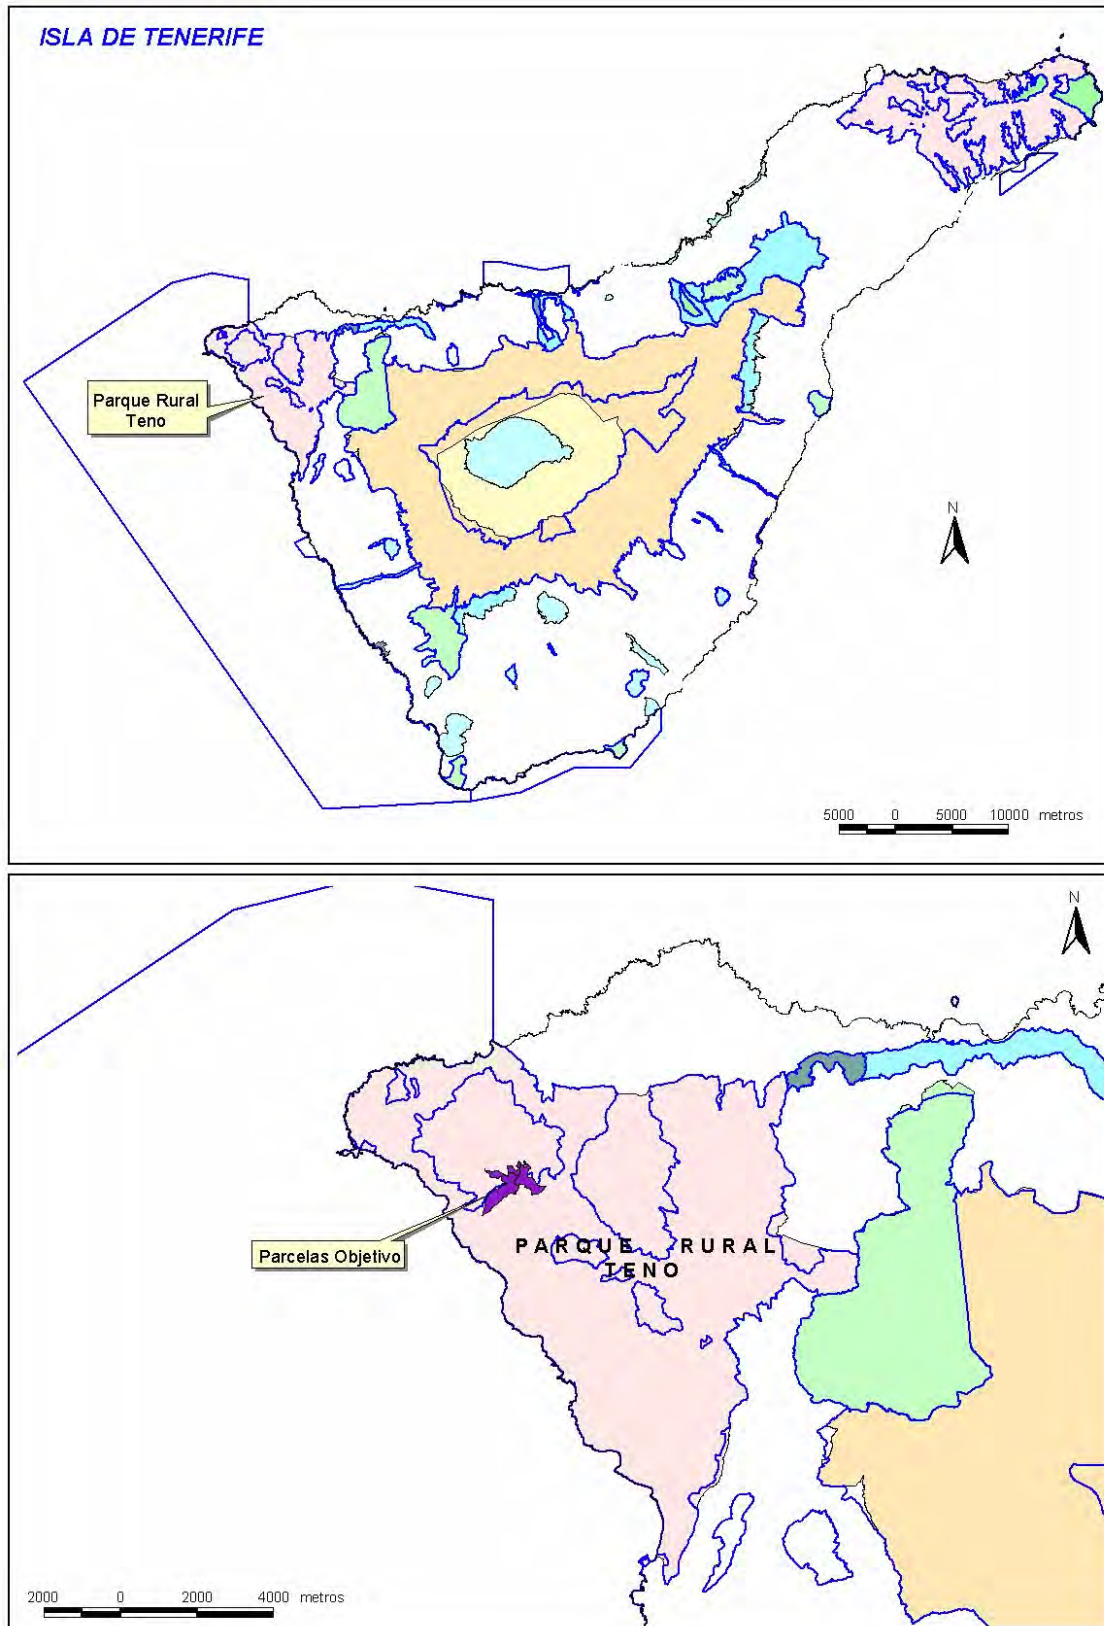 ISLA DE TENERIFE
Parque Rural
Teno
N
5000 0 5000 10000 metros
N
Parcelas Objetivo
PARQUE RURAL
TENO
2000 0 2000 4000 metros